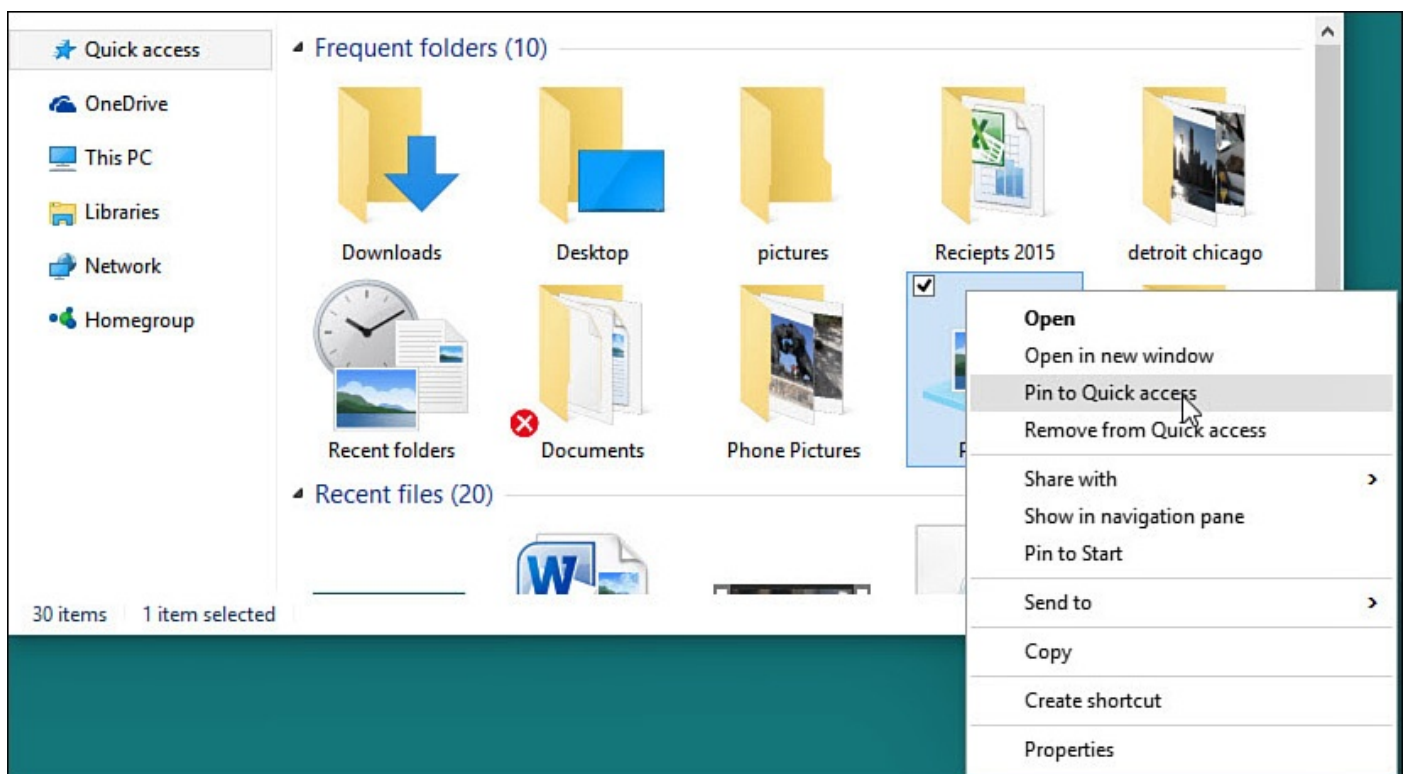 Quick access
OneDrive
This PC
Libraries
Network
Homegroup
Frequent folders (10)
Downloads
Desktop
pictures
Reciepts 2015
detroit chicago
Recent folders
Documents
Phone Pictures
Recent files (20)
30 items 1 item selected
Open
Open in new window
Pin to Quick access
Remove from Quick access
Share with
Show in navigation pane
Pin to Start
Send to
Copy
Create shortcut
Properties